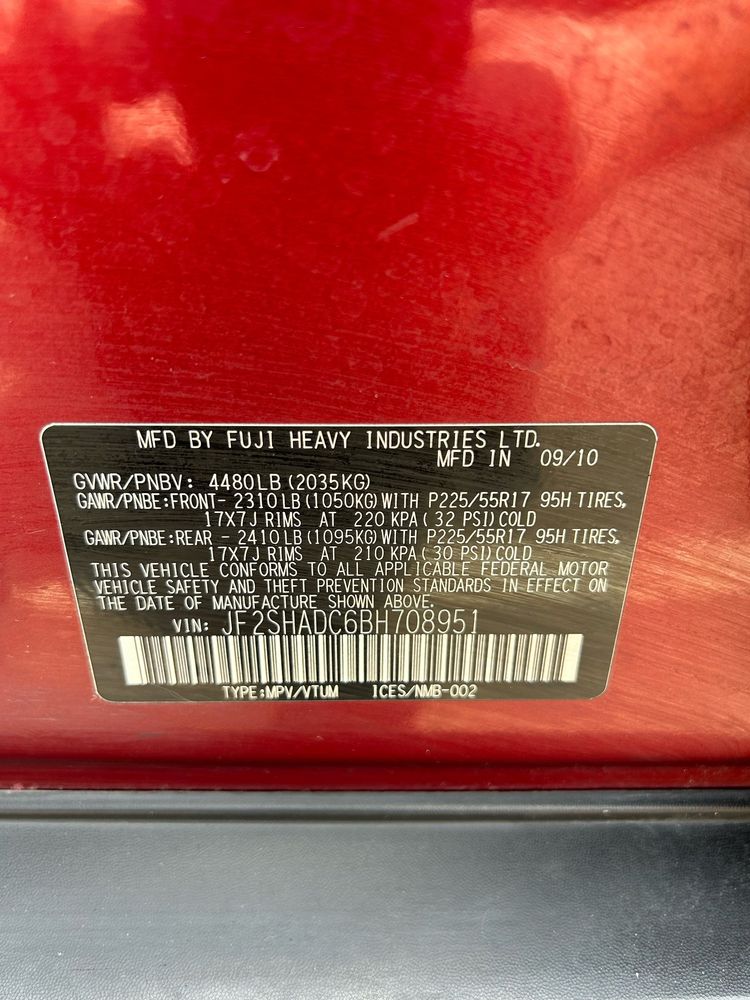 MFD BY FUJI HEAVY INDUSTRIES LTD.
MFD IN 09/10
GVWR/PNBV: 4480LB (2035KG)
GAWR/PNBE:FRONT- 2310LB (1050KG) WITH P225/55R17 95H TIRES,
17X7J RIMS AT 220 KPA ( 32 PSI) COLD
GAWR/PNBE:REAR - 2410LB (1095KG) WITH P225/55R17 95H TIRES,
17X7J RIMS AT 210 KPA ( 30 PSI) COLD
THIS VEHICLE CONFORMS TO ALL APPLICABLE FEDERAL MOTOR
VEHICLE SAFETY AND THEFT PREVENTION STANDARDS IN EFFECT ON
THE DATE OF MANUFACTURE SHOWN ABOVE.
VIN: JF2SHADC6BH708951
TYPE:MPV/VTUM ICES/NMB-002